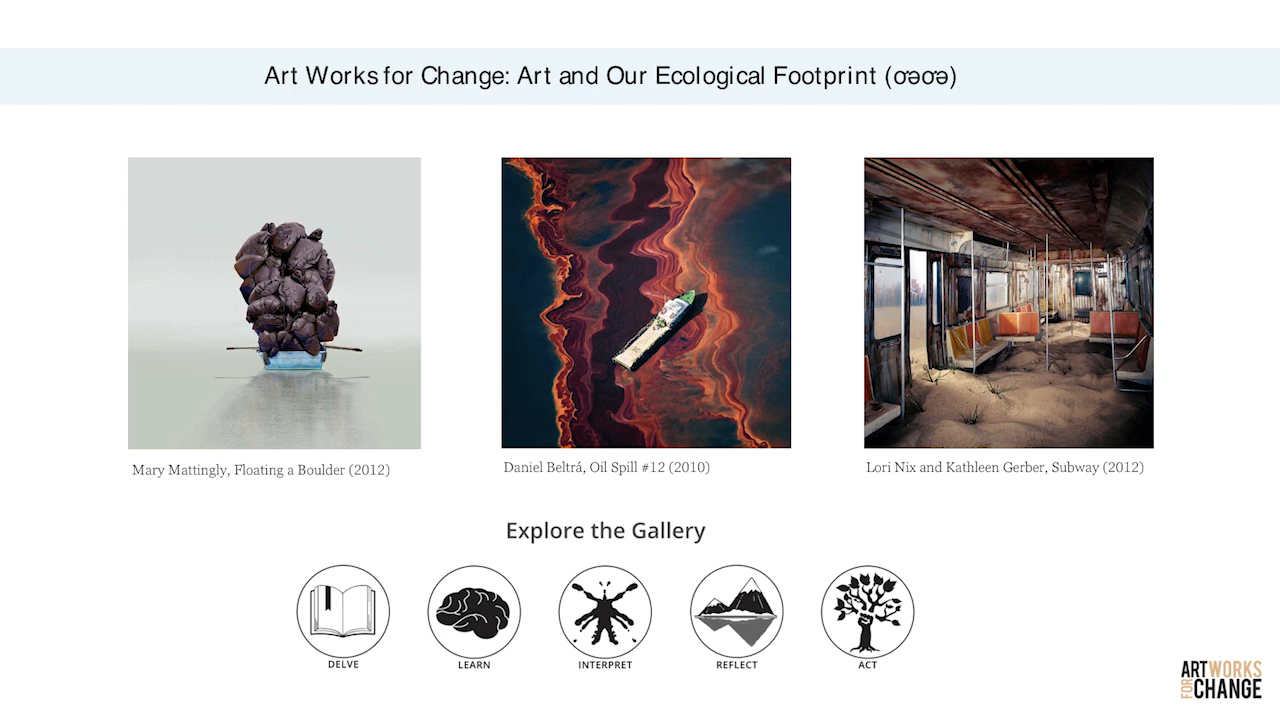 Art Works for Change: Art and Our Ecological Footprint (൞൞)
Mary Mattingly, Floating a Boulder (2012)
Daniel Beltrá, Oil Spill #12 (2010)
Lori Nix and Kathleen Gerber, Subway (2012)
Explore the Gallery
DELVE
LEARN
INTERPRET
REFLECT
ACT
ART WORKS
FOR CHANGE